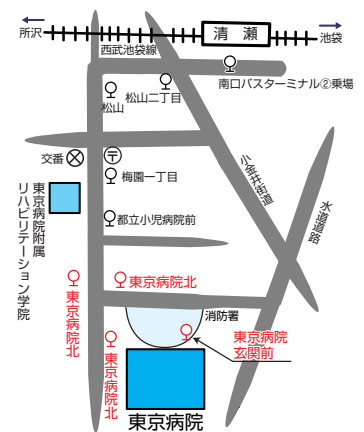 所沢
清瀬
池袋
西武池袋線
南口バスターミナル②乗場
松山二丁目
松山
小金井街道
交番
〒
梅園一丁目
水道道路
東京病院附属
リハビリテーション学院
都立小児病院前
東京病院北
東京病院北
消防署
東京病院
玄関前
東京病院北
東京病院